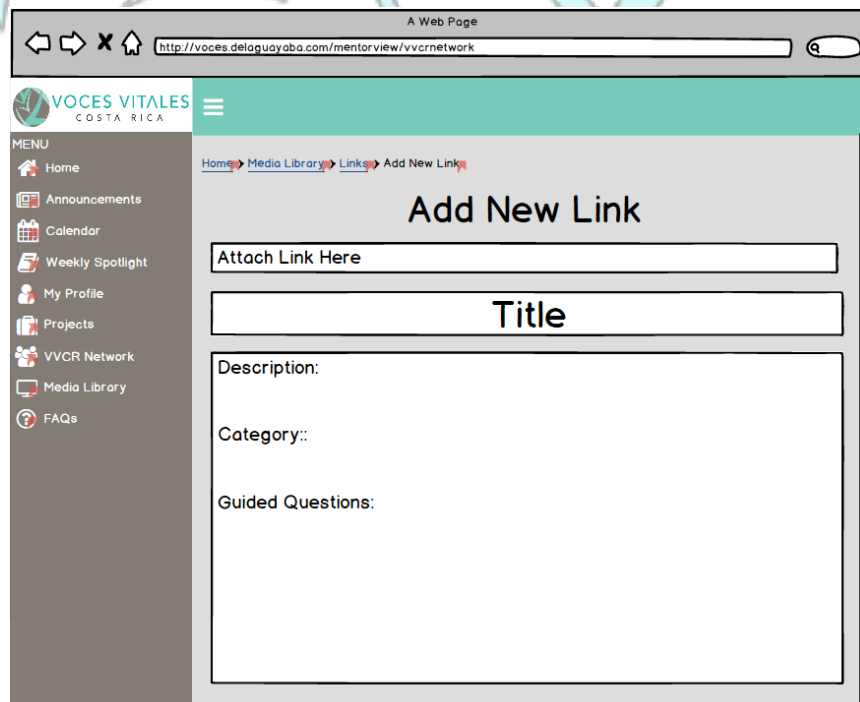 A Web Page
http://voces.delaguayaba.com/mentorview/vvcrnetwork
VOCES VITALES
COSTA RICA
MENU
Home
Announcements
Calendar
Weekly Spotlight
My Profile
Projects
VVCR Network
Media Library
FAQs
Home > Media Library > Links > Add New Link
Add New Link
Attach Link Here
Title
Description:
Category::
Guided Questions: